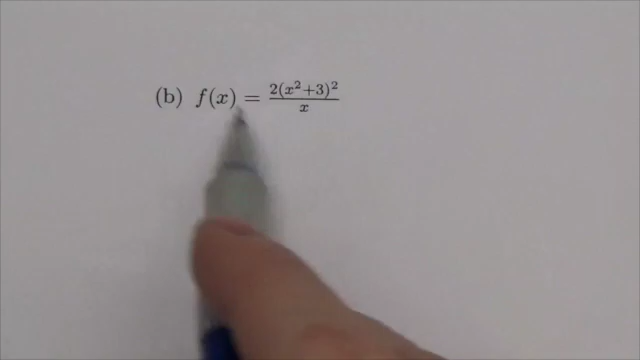 (b) f(x) = 2(x²+3)²/x